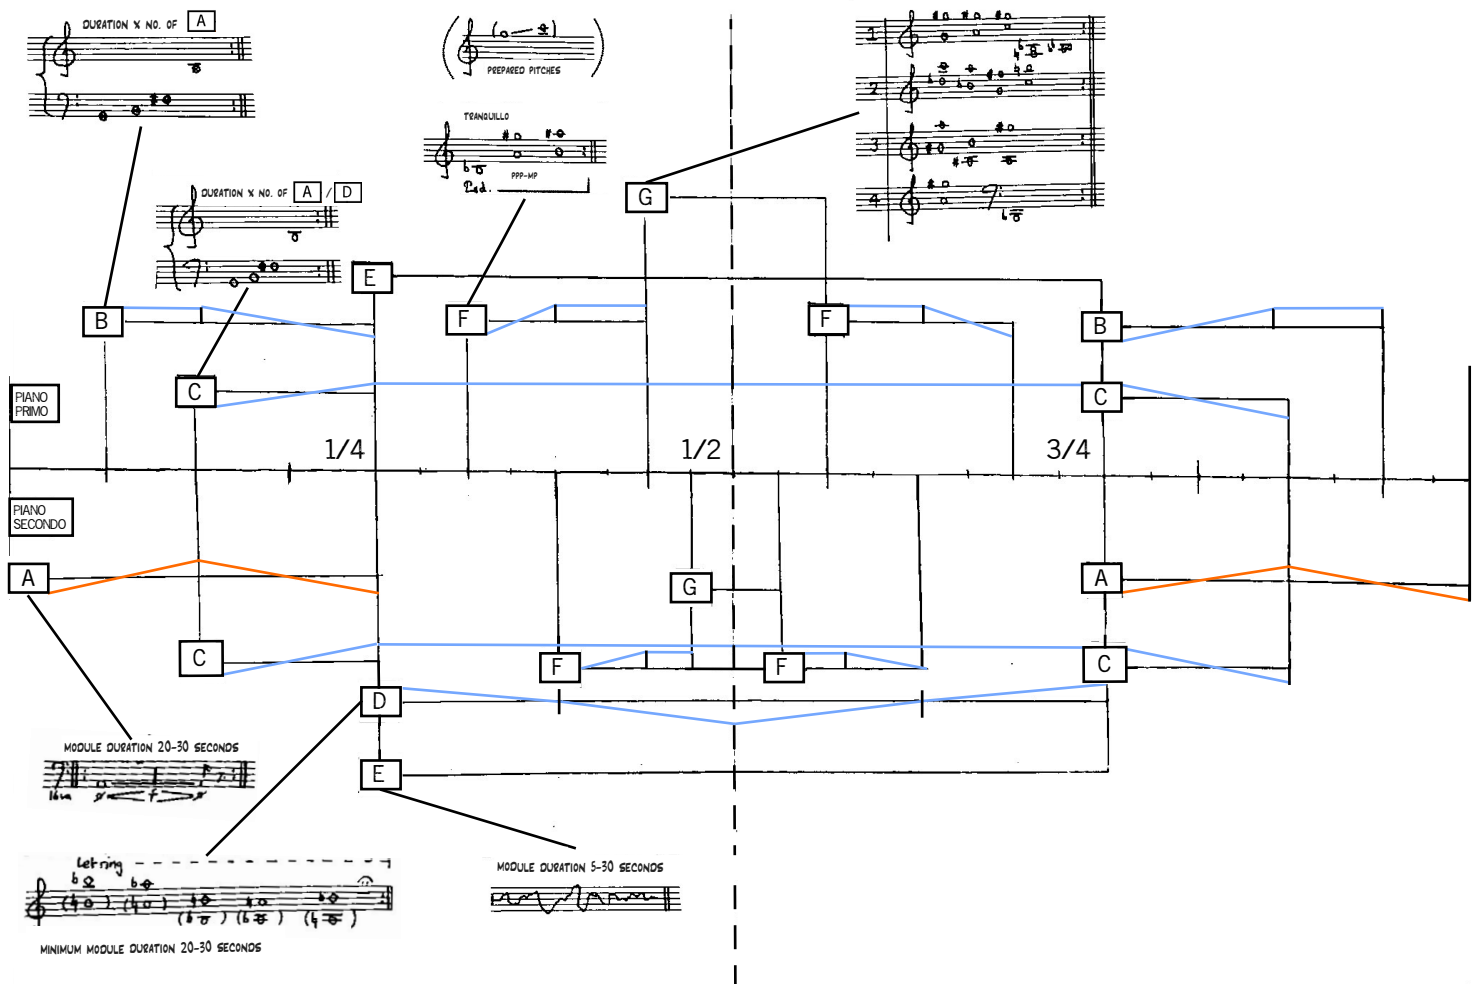 DURATION X NO. OF A
(PREPARED PITCHES)
1
2
3
4
TRANQUILLO
PPP-MP
Ped.
DURATION X NO. OF A / D
G
E
B
F
F
B
C
C
PIANO
PRIMO
1/4
1/2
3/4
PIANO
SECONDO
A
G
A
C
F
F
C
D
E
MODULE DURATION 20-30 SECONDS
16va
f
Let ring
MINIMUM MODULE DURATION 20-30 SECONDS
MODULE DURATION 5-30 SECONDS